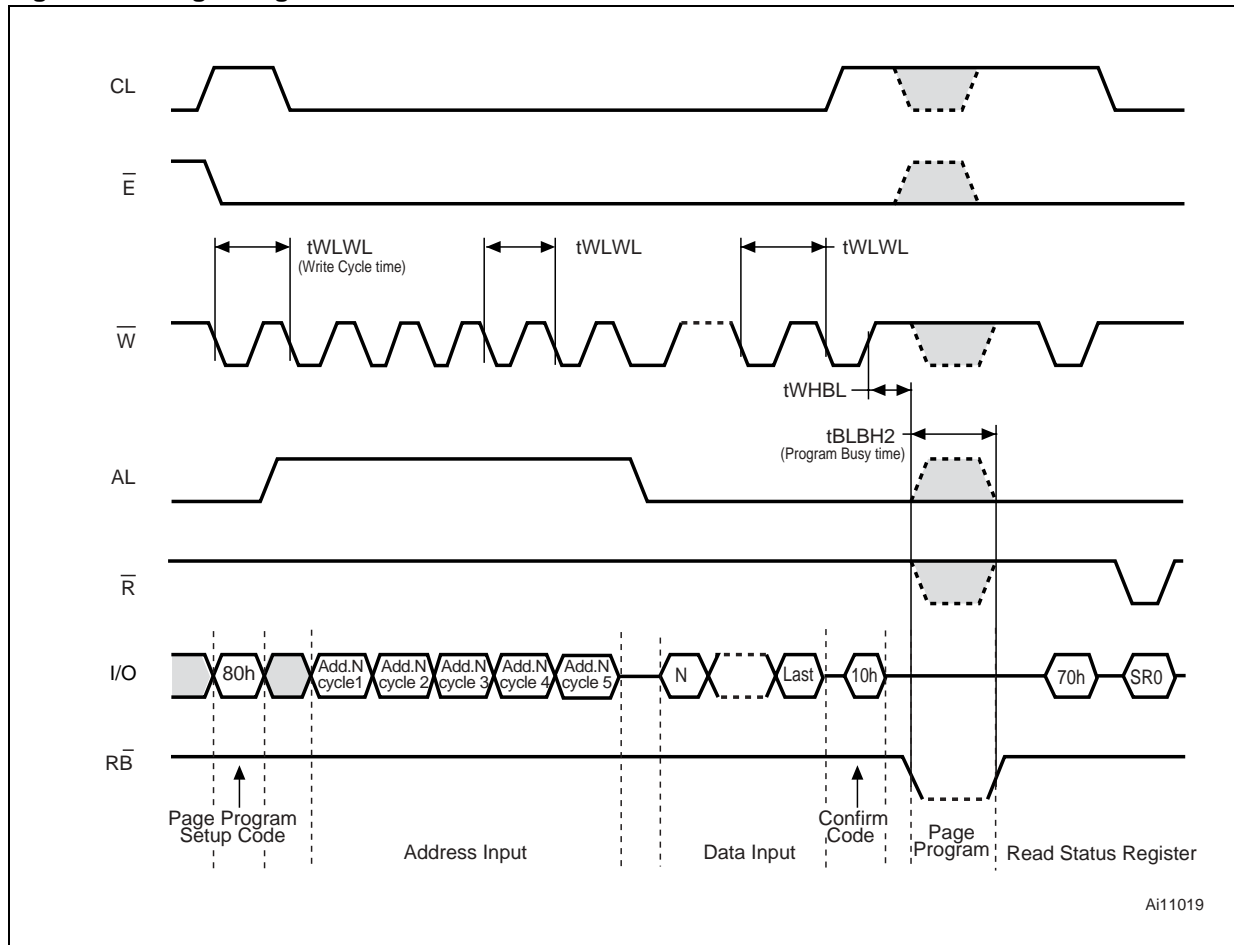 CL
E
tWLWL
(Write Cycle time)
tWLWL
tWLWL
W
tWHBL
tBLBH2
(Program Busy time)
AL
R
I/O
80h
Add.N
cycle1
Add.N
cycle 2
Add.N
cycle 3
Add.N
cycle 4
Add.N
cycle 5
N
Last
10h
70h
SR0
RB
Page Program
Setup Code
Address Input
Data Input
Confirm
Code
Page
Program
Read Status Register
Ai11019